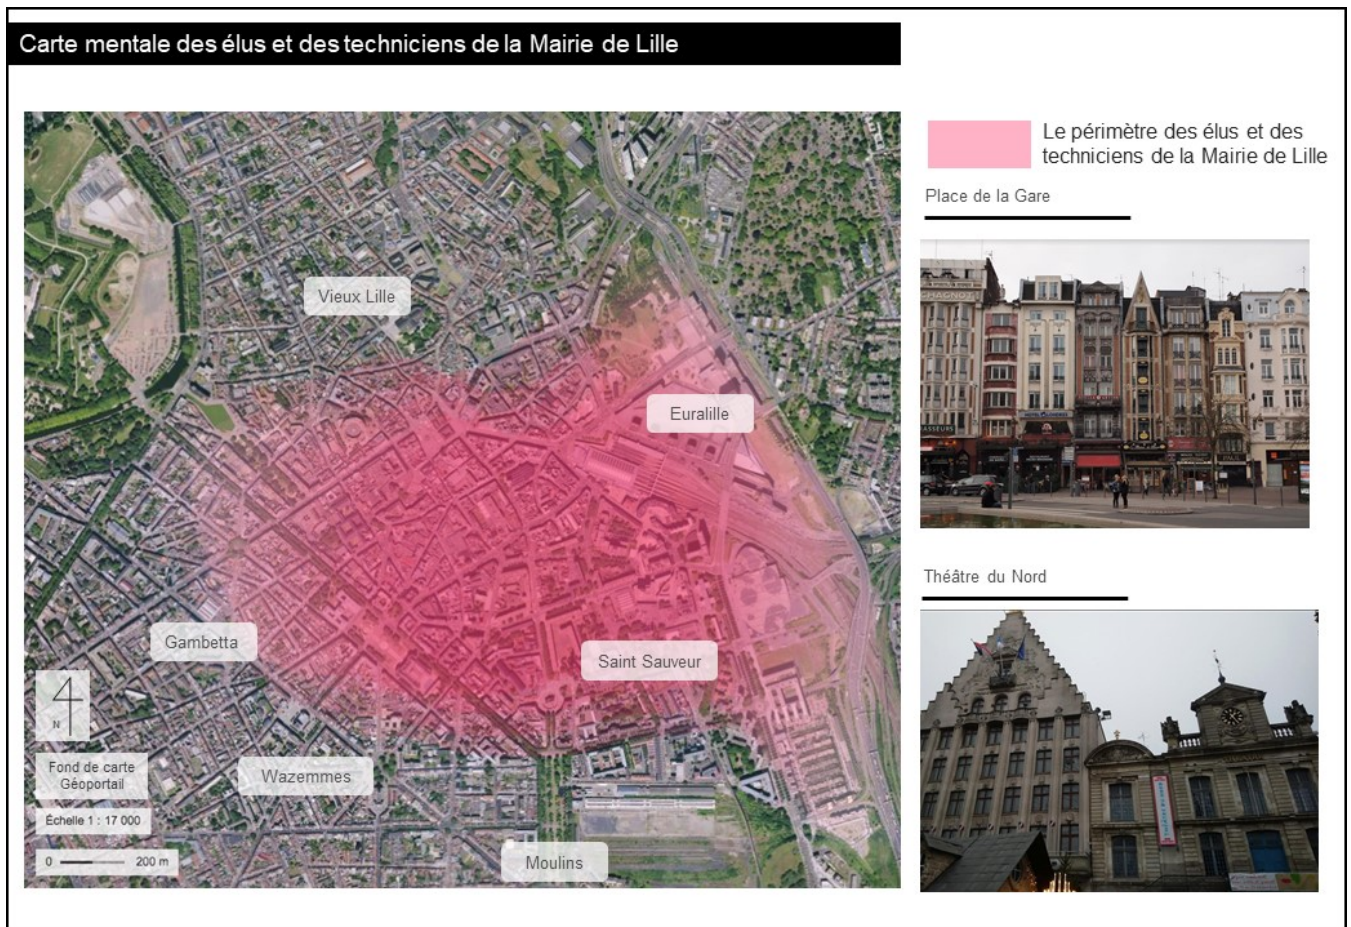 Carte mentale des élus et des techniciens de la Mairie de Lille
Le périmètre des élus et des
techniciens de la Mairie de Lille
Place de la Gare
Vieux Lille
Euralille
CHAGNOT
Théâtre du Nord
Gambetta
Saint Sauveur
N
Fond de carte
Géoportail
Wazemmes
Échelle 1 : 17 000
0 200 m
Moulins